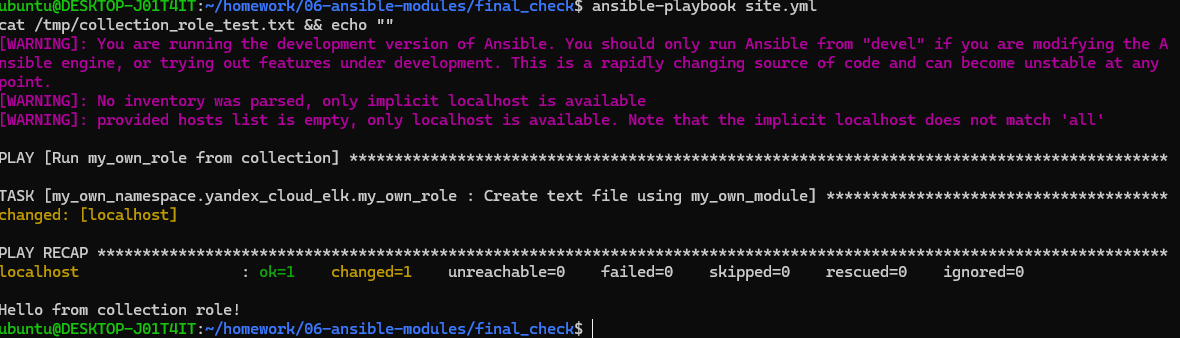 ubuntu@DESKTOP-J01T4IT:~/homework/06-ansible-modules/final_check$ ansible-playbook site.yml
cat /tmp/collection_role_test.txt && echo ""
[WARNING]: You are running the development version of Ansible. You should only run Ansible from "devel" if you are modifying the A
nsible engine, or trying out features under development. This is a rapidly changing source of code and can become unstable at any
point.
[WARNING]: No inventory was parsed, only implicit localhost is available
[WARNING]: provided hosts list is empty, only localhost is available. Note that the implicit localhost does not match 'all'
PLAY [Run my_own_role from collection] *******************************************************************************************
TASK [my_own_namespace.yandex_cloud_elk.my_own_role : Create text file using my_own_module] **************************************
changed: [localhost]
PLAY RECAP ***********************************************************************************************************************
localhost                  : ok=1    changed=1    unreachable=0    failed=0    skipped=0    rescued=0    ignored=0
Hello from collection role!
ubuntu@DESKTOP-J01T4IT:~/homework/06-ansible-modules/final_check$